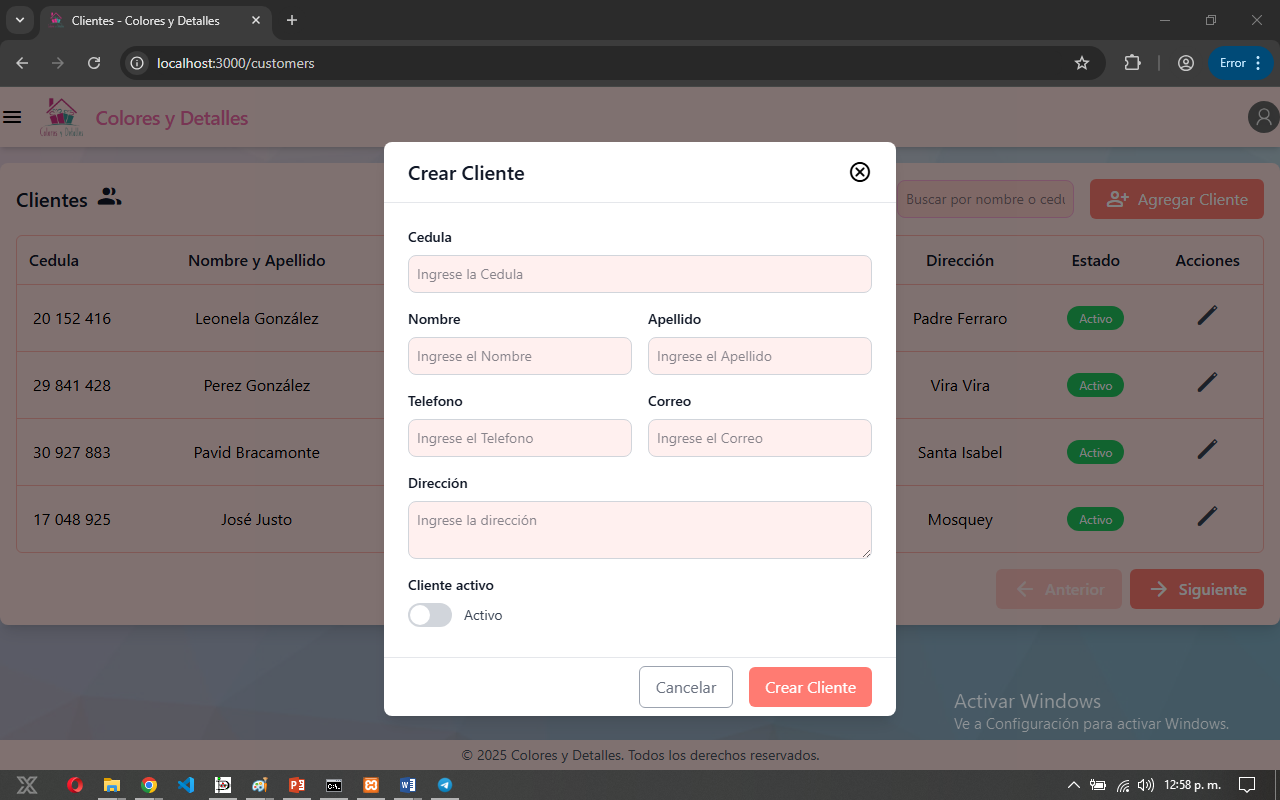 Clientes - Colores y Detalles
localhost:3000/customers
Error
Colores y Detalles
Clientes
Buscar por nombre o cedu
Agregar Cliente
Cedula Nombre y Apellido Dirección Estado Acciones
20 152 416 Leonela González Padre Ferraro Activo
29 841 428 Perez González Vira Vira Activo
30 927 883 Pavid Bracamonte Santa Isabel Activo
17 048 925 José Justo Mosquey Activo
Anterior Siguiente
Crear Cliente
Cedula
Ingrese la Cedula
Nombre Apellido
Ingrese el Nombre Ingrese el Apellido
Telefono Correo
Ingrese el Telefono Ingrese el Correo
Dirección
Ingrese la dirección
Cliente activo
Activo
Cancelar Crear Cliente
Activar Windows
Ve a Configuración para activar Windows.
© 2025 Colores y Detalles. Todos los derechos reservados.
12:58 p. m.